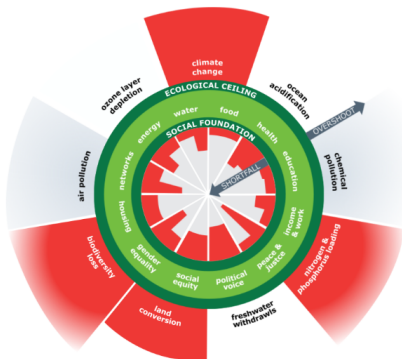 climate
change
ECOLOGICAL CEILING
ozone layer
depletion
ocean
acidification
OVERSHOOT
water
food
energy
health
SOCIAL FOUNDATION
networks
education
SHORTFALL
air pollution
chemical
pollution
housing
income
& work
gender
equality
peace &
justce
social
equity
political
voice
biodiversity
loss
nitrogen &
phosphorus loading
land
conversion
freshwater
withdrawls